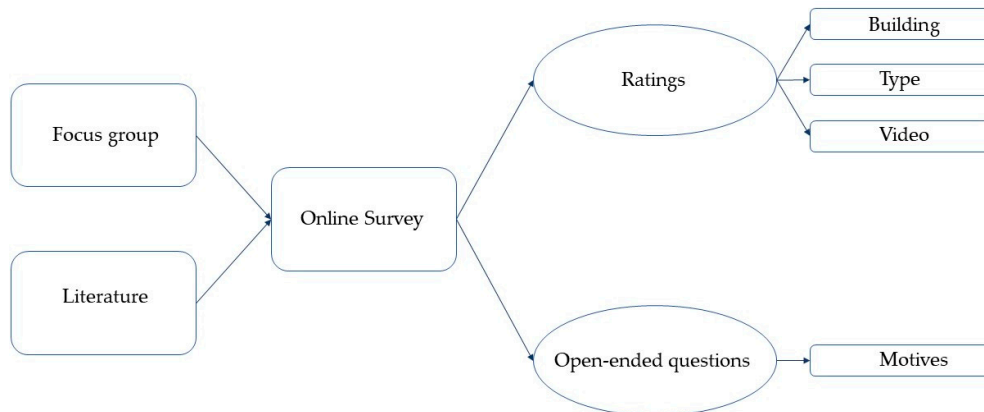 Focus group
Literature
Online Survey
Ratings
Open-ended questions
Building
Type
Video
Motives